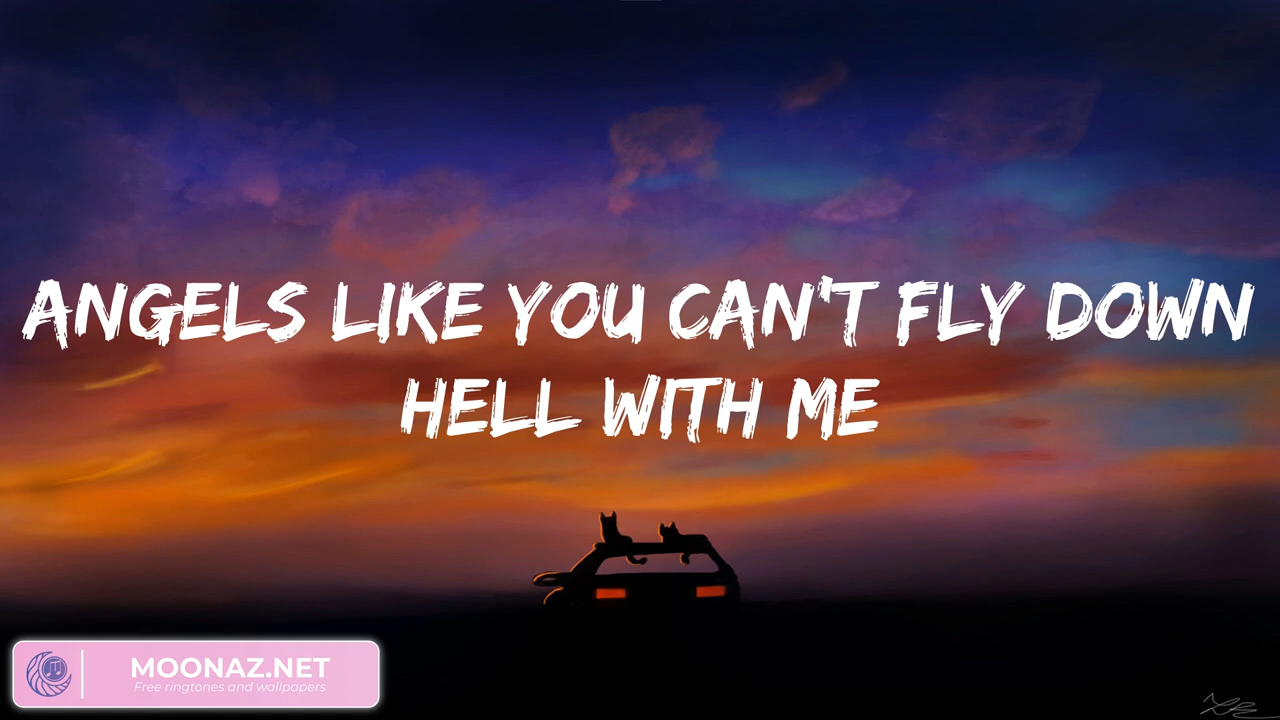 ANGELS LIKE YOU CAN'T FLY DOWN
HELL WITH ME
MOONAZ.NET
Free ringtones and wallpapers